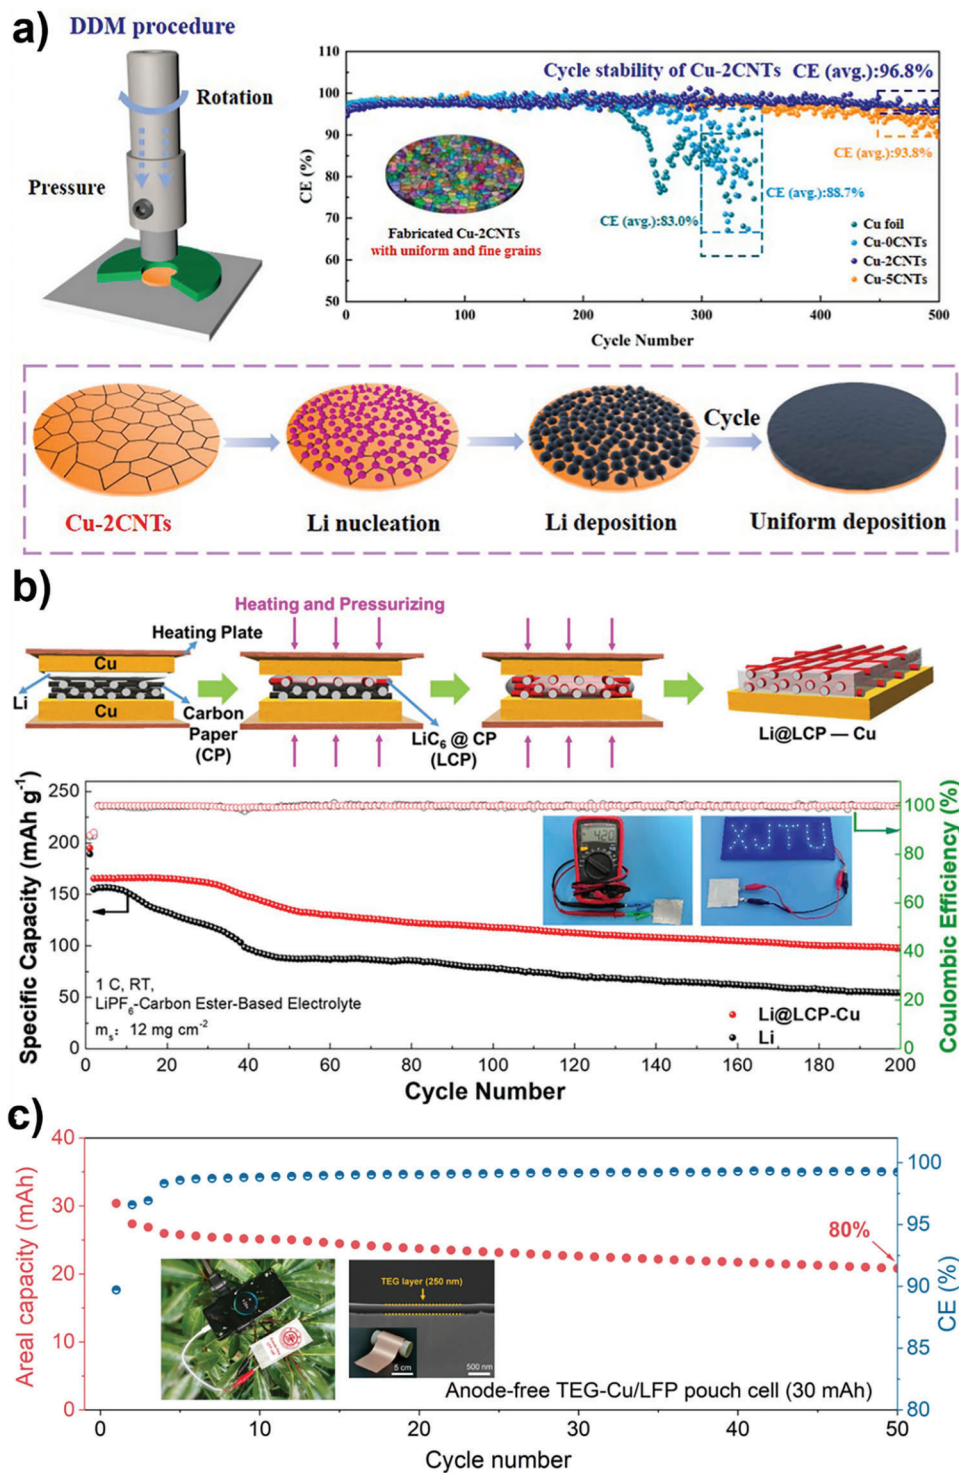 a)
DDM procedure
Rotation
Pressure
110
100
90
80
70
60
50
CE (%)
Cycle stability of Cu-2CNTs CE (avg.):96.8%
CE (avg.):93.8%
CE (avg.):88.7%
CE (avg.):83.0%
Fabricated Cu-2CNTs
with uniform and fine grains
Cu foil
Cu-0CNTs
Cu-2CNTs
Cu-5CNTs
0 100 200 300 400 500
Cycle Number
Cycle
Cu-2CNTs
Li nucleation
Li deposition
Uniform deposition
b)
Heating and Pressurizing
Heating Plate
Cu
Li
Cu
Carbon
Paper
(CP)
LiC6 @ CP
(LCP)
Li@LCP — Cu
250
200
150
100
50
0
Specific Capacity (mAh g-1)
420
XJTU
100
80
60
40
20
0
Coulombic Efficiency (%)
1 C, RT,
LiPF6-Carbon Ester-Based Electrolyte
ms: 12 mg cm-2
Li@LCP-Cu
Li
0 20 40 60 80 100 120 140 160 180 200
Cycle Number
c)
40
30
20
10
0
Areal capacity (mAh)
80%
TEG layer (250 nm)
5 cm
500 nm
Anode-free TEG-Cu/LFP pouch cell (30 mAh)
100
95
90
85
80
CE (%)
0 10 20 30 40 50
Cycle number